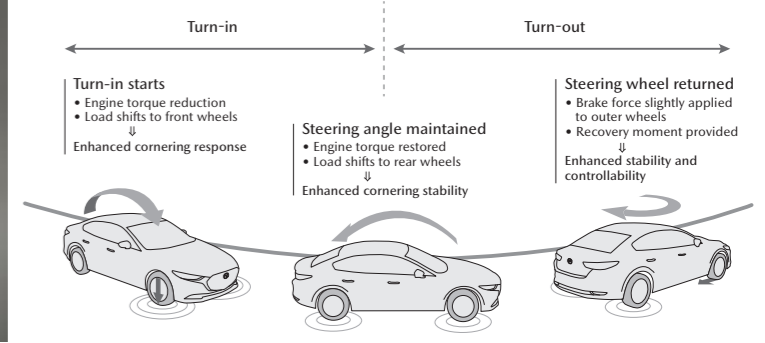 Turn-in
Turn-out
Turn-in starts
• Engine torque reduction
• Load shifts to front wheels
⇓
Enhanced cornering response
Steering angle maintained
• Engine torque restored
• Load shifts to rear wheels
⇓
Enhanced cornering stability
Steering wheel returned
• Brake force slightly applied
to outer wheels
• Recovery moment provided
⇓
Enhanced stability and
controllability